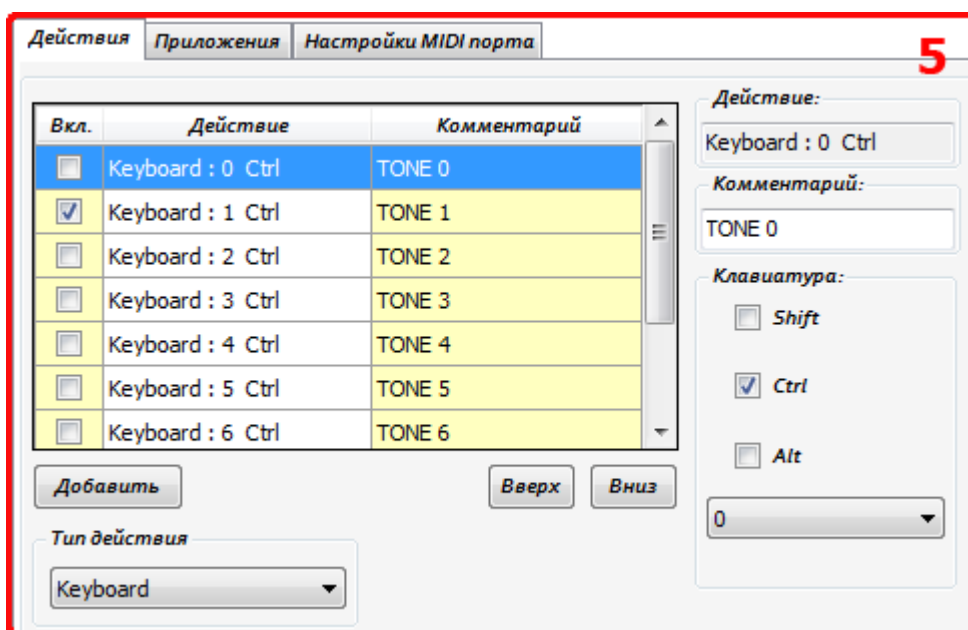 Действия Приложения Настройки MIDI порта
5
Вкл. Действие Комментарий
Keyboard : 0 Ctrl TONE 0
Keyboard : 1 Ctrl TONE 1
Keyboard : 2 Ctrl TONE 2
Keyboard : 3 Ctrl TONE 3
Keyboard : 4 Ctrl TONE 4
Keyboard : 5 Ctrl TONE 5
Keyboard : 6 Ctrl TONE 6
Добавить Вверх Вниз
Тип действия
Keyboard
Действие:
Keyboard : 0 Ctrl
Комментарий:
TONE 0
Клавиатура:
Shift
Ctrl
Alt
0